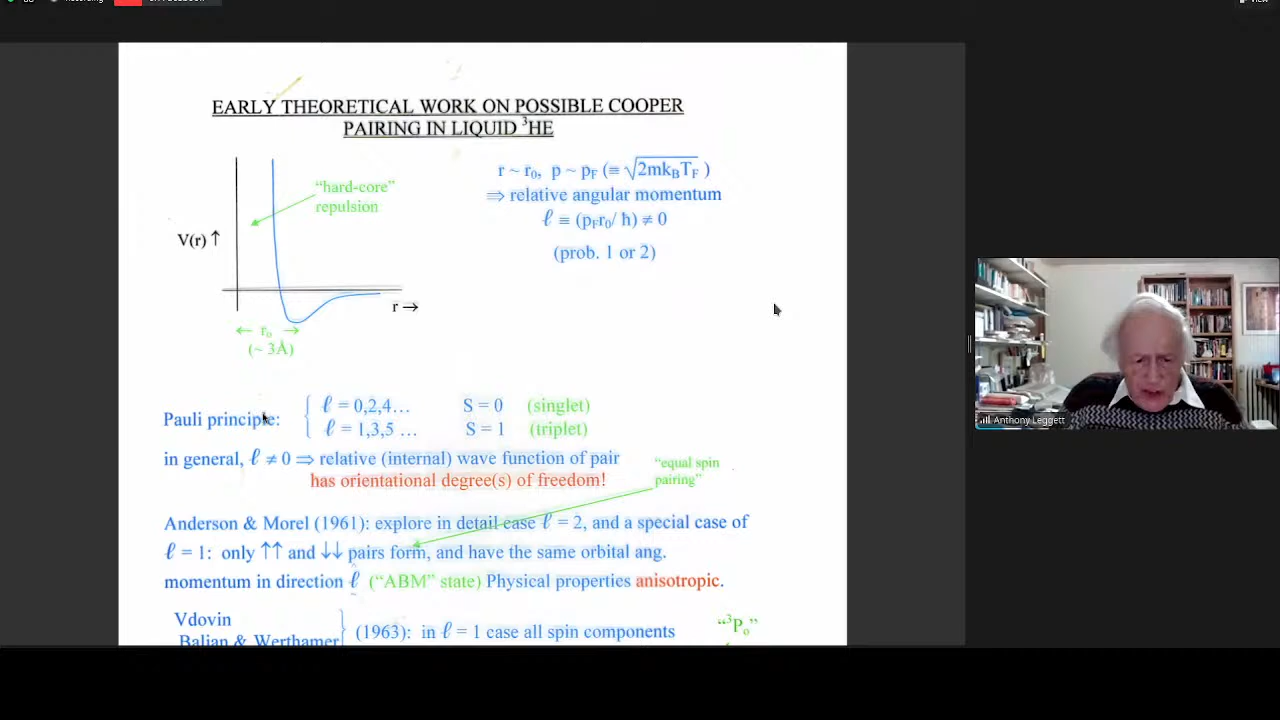 Recording
View
EARLY THEORETICAL WORK ON POSSIBLE COOPER
PAIRING IN LIQUID ³HE
"hard-core"
repulsion
V(r) ↑
r →
← r₀ →
(~ 3Å)
r ~ r₀, p ~ p_F (≡ √2mk_BT_F )
⇒ relative angular momentum
ℓ ≡ (p_Fr₀/ ħ) ≠ 0
(prob. 1 or 2)
Pauli principle:
ℓ = 0,2,4… S = 0 (singlet)
ℓ = 1,3,5 … S = 1 (triplet)
in general, ℓ ≠ 0 ⇒ relative (internal) wave function of pair
has orientational degree(s) of freedom!
"equal spin
pairing"
Anderson & Morel (1961): explore in detail case ℓ = 2, and a special case of
ℓ = 1: only ↑↑ and ↓↓ pairs form, and have the same orbital ang.
momentum in direction ℓ̂ ("ABM" state) Physical properties anisotropic.
Vdovin
Balian & Werthamer
(1963): in ℓ = 1 case all spin components
"³P₀"
Anthony Leggett